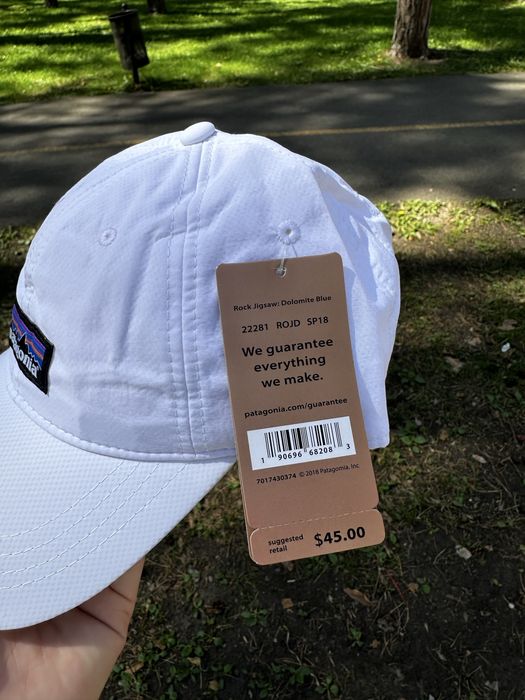 Rock Jigsaw: Dolomite Blue
22281 ROJD SP18
We guarantee
everything
we make.
patagonia.com/guarantee
1 90696 68208 3
7017430374 © 2018 Patagonia, Inc
suggested
retail
$45.00